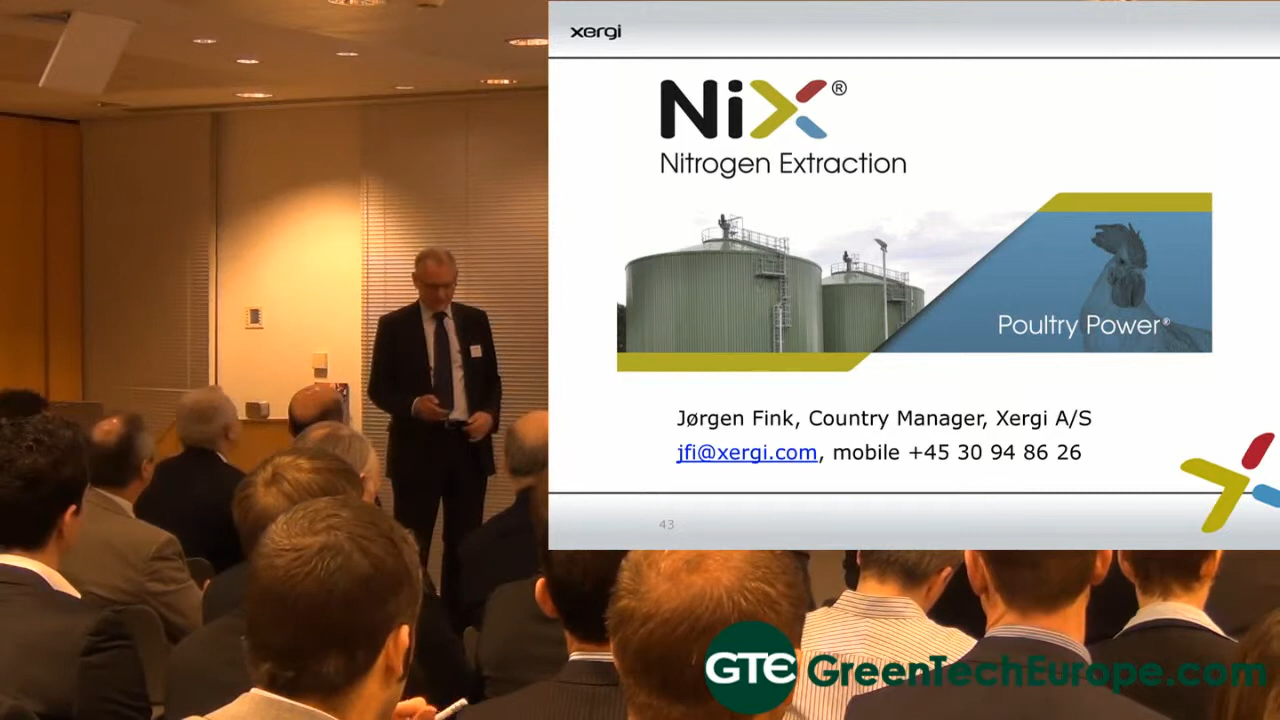 xergi
NiX®
Nitrogen Extraction
Poultry Power®
Jørgen Fink, Country Manager, Xergi A/S
jfi@xergi.com, mobile +45 30 94 86 26
43
GTE GreenTechEurope.com